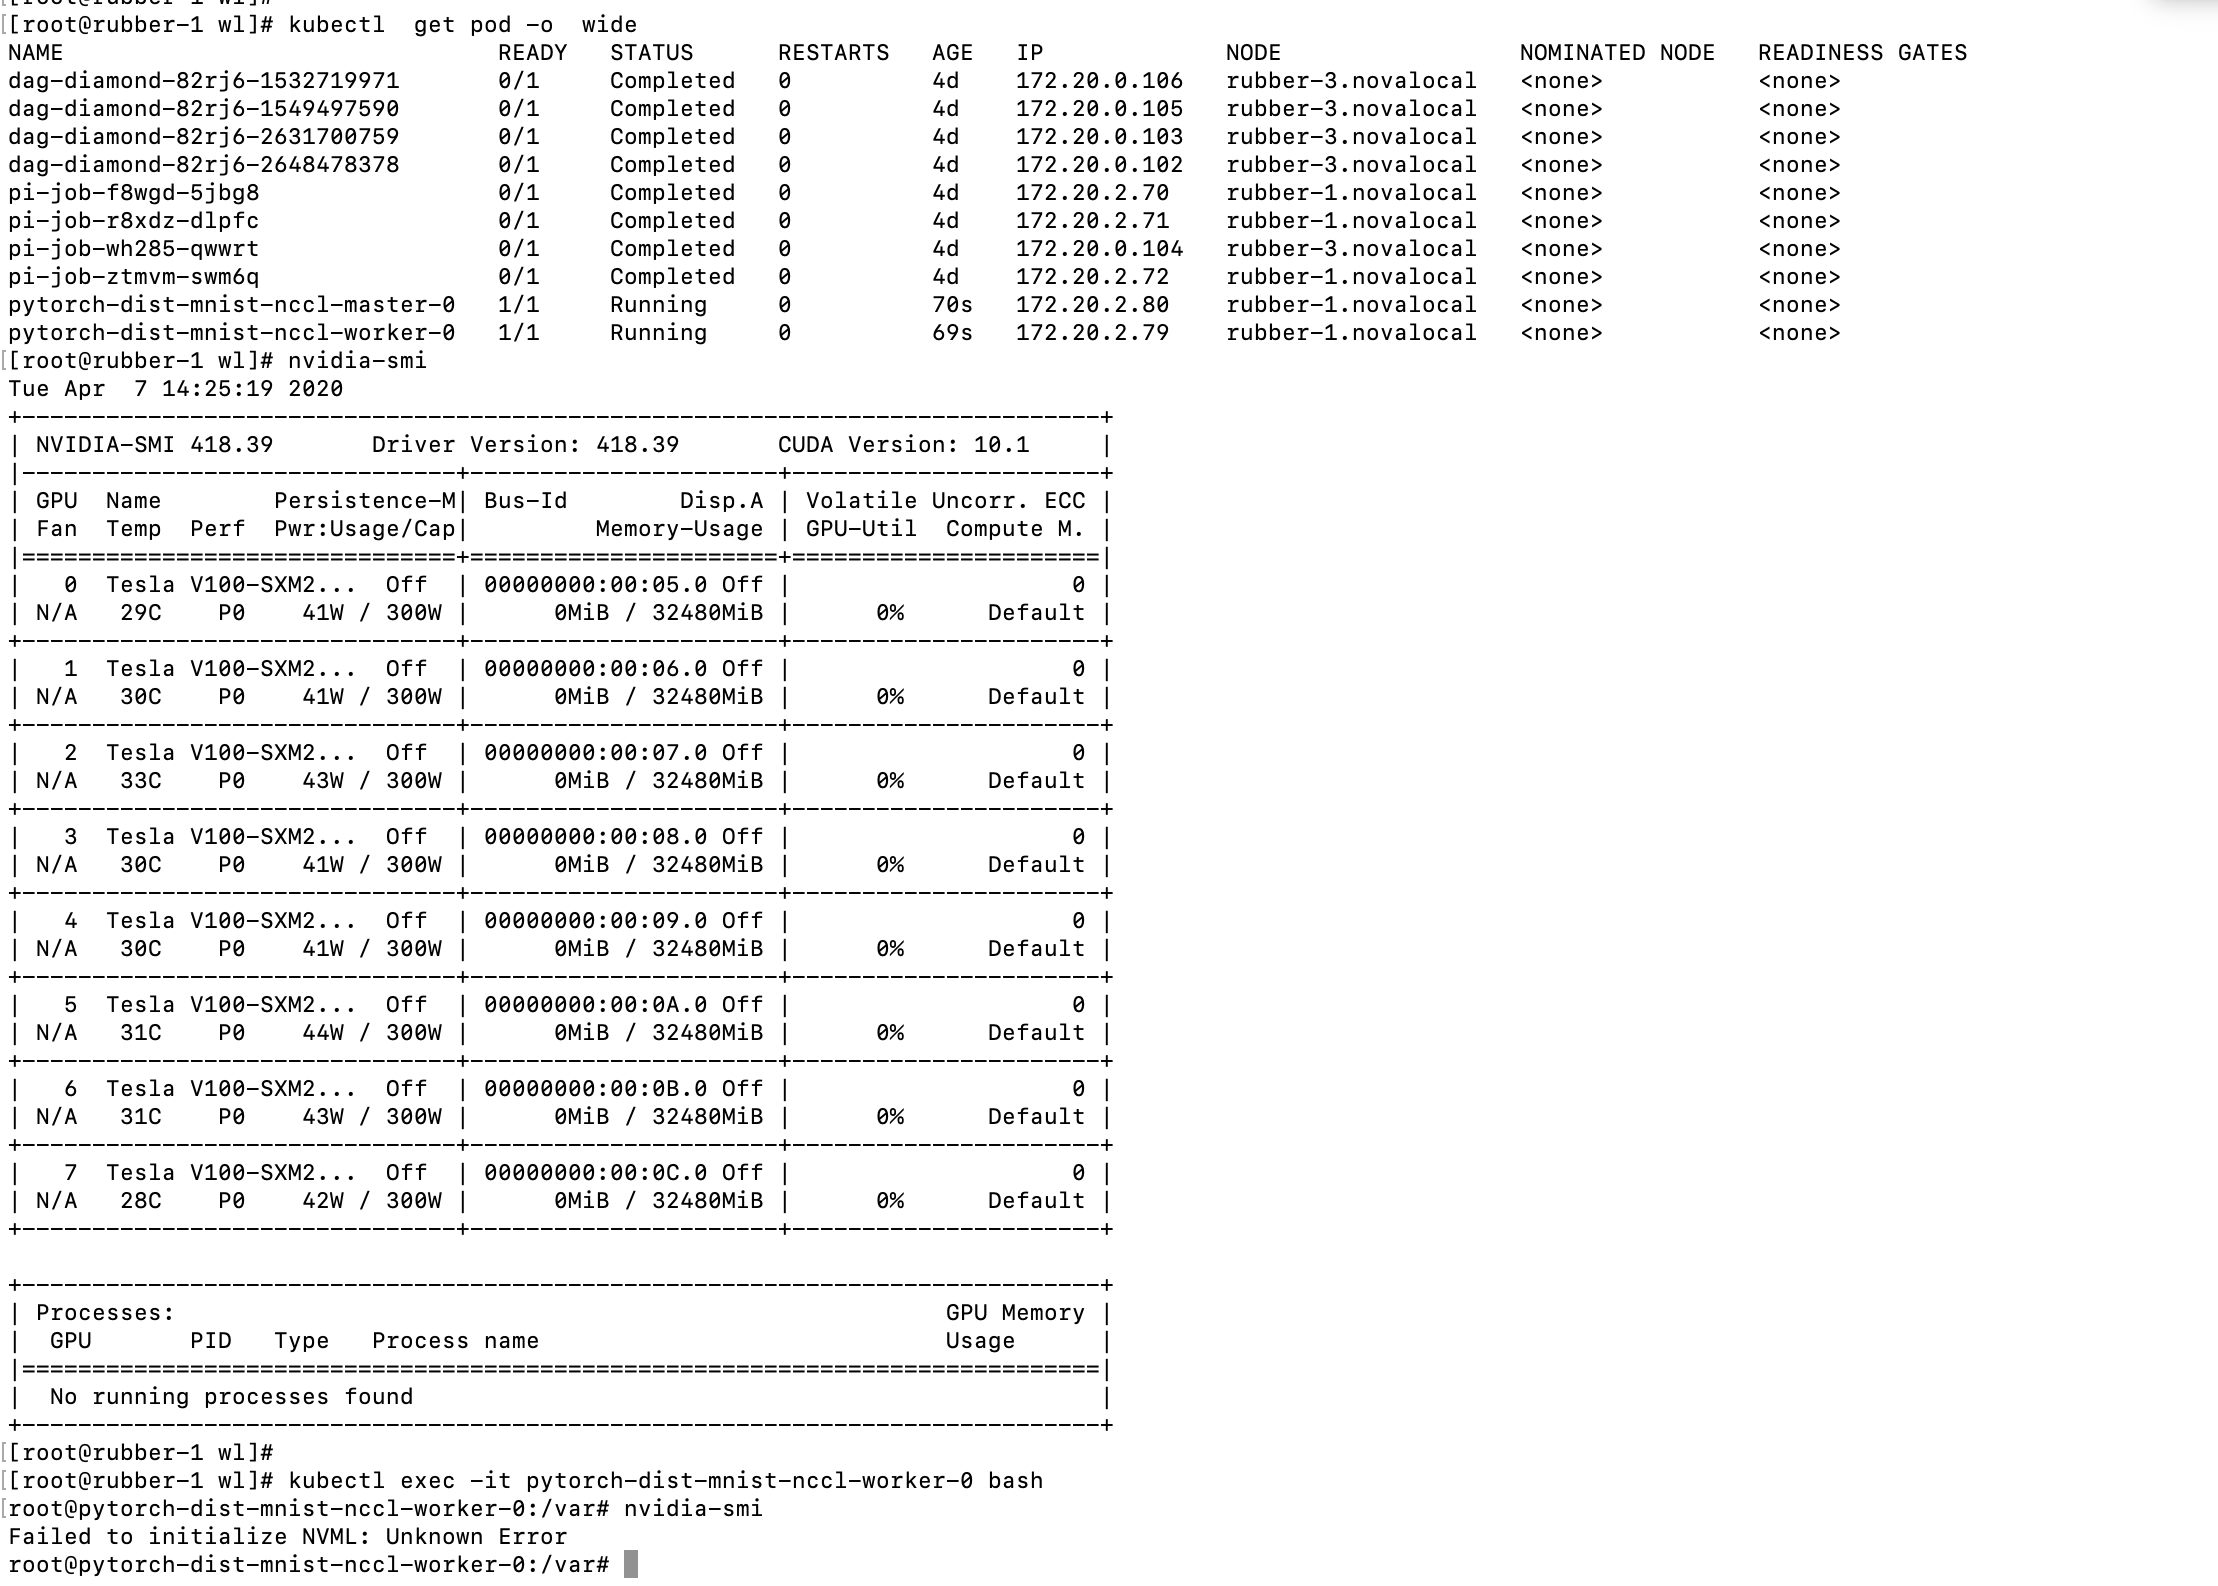 [[root@rubber-1 wl]#
[[root@rubber-1 wl]# kubectl  get pod -o  wide
NAME                               READY   STATUS      RESTARTS   AGE   IP             NODE                 NOMINATED NODE   READINESS GATES
dag-diamond-82rj6-1532719971       0/1     Completed   0          4d    172.20.0.106   rubber-3.novalocal   <none>           <none>
dag-diamond-82rj6-1549497590       0/1     Completed   0          4d    172.20.0.105   rubber-3.novalocal   <none>           <none>
dag-diamond-82rj6-2631700759       0/1     Completed   0          4d    172.20.0.103   rubber-3.novalocal   <none>           <none>
dag-diamond-82rj6-2648478378       0/1     Completed   0          4d    172.20.0.102   rubber-3.novalocal   <none>           <none>
pi-job-f8wgd-5jbg8                 0/1     Completed   0          4d    172.20.2.70    rubber-1.novalocal   <none>           <none>
pi-job-r8xdz-dlpfc                 0/1     Completed   0          4d    172.20.2.71    rubber-1.novalocal   <none>           <none>
pi-job-wh285-qwwrt                 0/1     Completed   0          4d    172.20.0.104   rubber-3.novalocal   <none>           <none>
pi-job-ztmvm-swm6q                 0/1     Completed   0          4d    172.20.2.72    rubber-1.novalocal   <none>           <none>
pytorch-dist-mnist-nccl-master-0   1/1     Running     0          70s   172.20.2.80    rubber-1.novalocal   <none>           <none>
pytorch-dist-mnist-nccl-worker-0   1/1     Running     0          69s   172.20.2.79    rubber-1.novalocal   <none>           <none>
[[root@rubber-1 wl]# nvidia-smi
Tue Apr  7 14:25:19 2020
+-----------------------------------------------------------------------------+
| NVIDIA-SMI 418.39       Driver Version: 418.39       CUDA Version: 10.1     |
|-------------------------------+----------------------+----------------------+
| GPU  Name        Persistence-M| Bus-Id        Disp.A | Volatile Uncorr. ECC |
| Fan  Temp  Perf  Pwr:Usage/Cap|         Memory-Usage | GPU-Util  Compute M. |
|===============================+======================+======================|
|   0  Tesla V100-SXM2...  Off  | 00000000:00:05.0 Off |                    0 |
| N/A   29C    P0    41W / 300W |      0MiB / 32480MiB |      0%      Default |
+-------------------------------+----------------------+----------------------+
|   1  Tesla V100-SXM2...  Off  | 00000000:00:06.0 Off |                    0 |
| N/A   30C    P0    41W / 300W |      0MiB / 32480MiB |      0%      Default |
+-------------------------------+----------------------+----------------------+
|   2  Tesla V100-SXM2...  Off  | 00000000:00:07.0 Off |                    0 |
| N/A   33C    P0    43W / 300W |      0MiB / 32480MiB |      0%      Default |
+-------------------------------+----------------------+----------------------+
|   3  Tesla V100-SXM2...  Off  | 00000000:00:08.0 Off |                    0 |
| N/A   30C    P0    41W / 300W |      0MiB / 32480MiB |      0%      Default |
+-------------------------------+----------------------+----------------------+
|   4  Tesla V100-SXM2...  Off  | 00000000:00:09.0 Off |                    0 |
| N/A   30C    P0    41W / 300W |      0MiB / 32480MiB |      0%      Default |
+-------------------------------+----------------------+----------------------+
|   5  Tesla V100-SXM2...  Off  | 00000000:00:0A.0 Off |                    0 |
| N/A   31C    P0    44W / 300W |      0MiB / 32480MiB |      0%      Default |
+-------------------------------+----------------------+----------------------+
|   6  Tesla V100-SXM2...  Off  | 00000000:00:0B.0 Off |                    0 |
| N/A   31C    P0    43W / 300W |      0MiB / 32480MiB |      0%      Default |
+-------------------------------+----------------------+----------------------+
|   7  Tesla V100-SXM2...  Off  | 00000000:00:0C.0 Off |                    0 |
| N/A   28C    P0    42W / 300W |      0MiB / 32480MiB |      0%      Default |
+-------------------------------+----------------------+----------------------+

+-----------------------------------------------------------------------------+
| Processes:                                                       GPU Memory |
|  GPU       PID   Type   Process name                             Usage      |
|=============================================================================|
|  No running processes found                                                 |
+-----------------------------------------------------------------------------+
[[root@rubber-1 wl]#
[[root@rubber-1 wl]# kubectl exec -it pytorch-dist-mnist-nccl-worker-0 bash
[root@pytorch-dist-mnist-nccl-worker-0:/var# nvidia-smi
Failed to initialize NVML: Unknown Error
root@pytorch-dist-mnist-nccl-worker-0:/var#